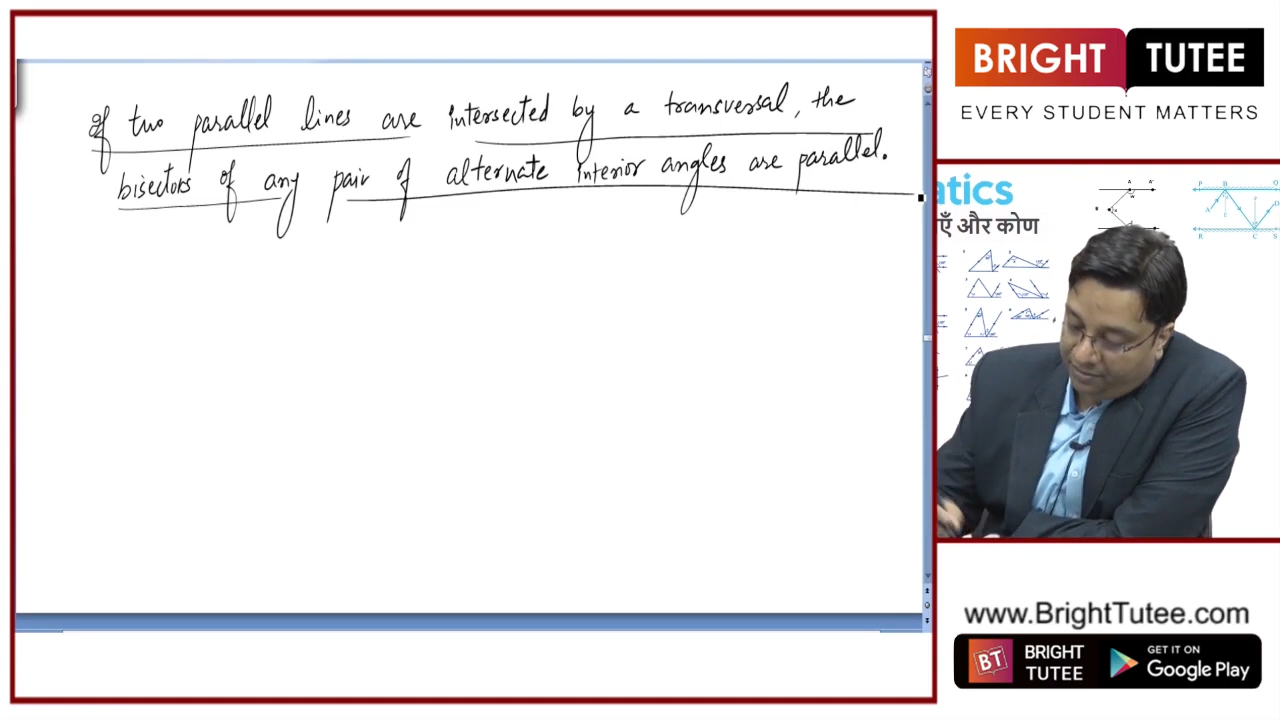 If two parallel lines are intersected by a transversal, the
bisectors of any pair of alternate interior angles are parallel.
BRIGHT TUTEE
EVERY STUDENT MATTERS
atics
एँ और कोण
www.BrightTutee.com
BT
BRIGHT
TUTEE
GET IT ON
Google Play